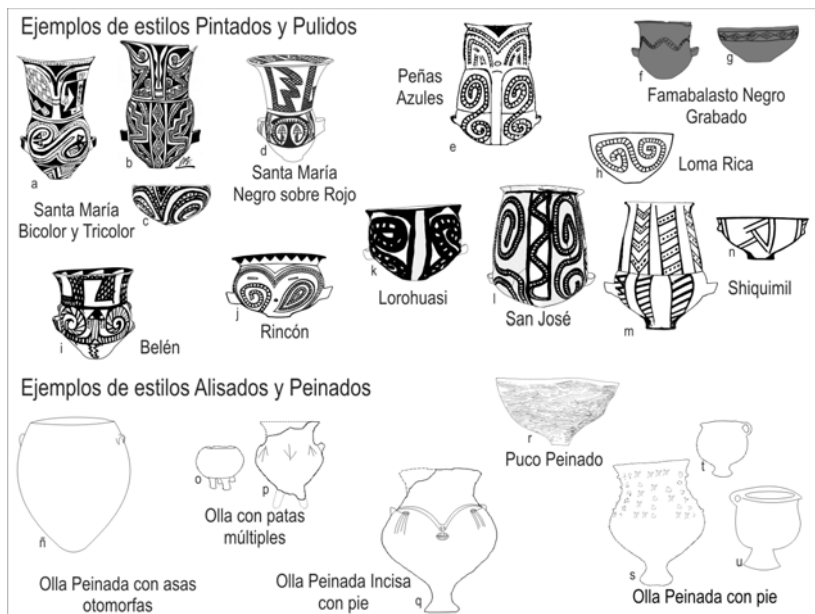 Ejemplos de estilos Pintados y Pulidos
a
b
Santa María
Bicolor y Tricolor
c
d
Santa María
Negro sobre Rojo
Peñas
Azules
e
f
g
Famabalasto Negro
Grabado
h
Loma Rica
i
Belén
j
Rincón
k
Lorohuasi
l
San José
m
n
Shiquimil
Ejemplos de estilos Alisados y Peinados
ñ
Olla Peinada con asas
otomorfas
o
p
Olla con patas
múltiples
q
Olla Peinada Incisa
con pie
r
Puco Peinado
s
t
u
Olla Peinada con pie